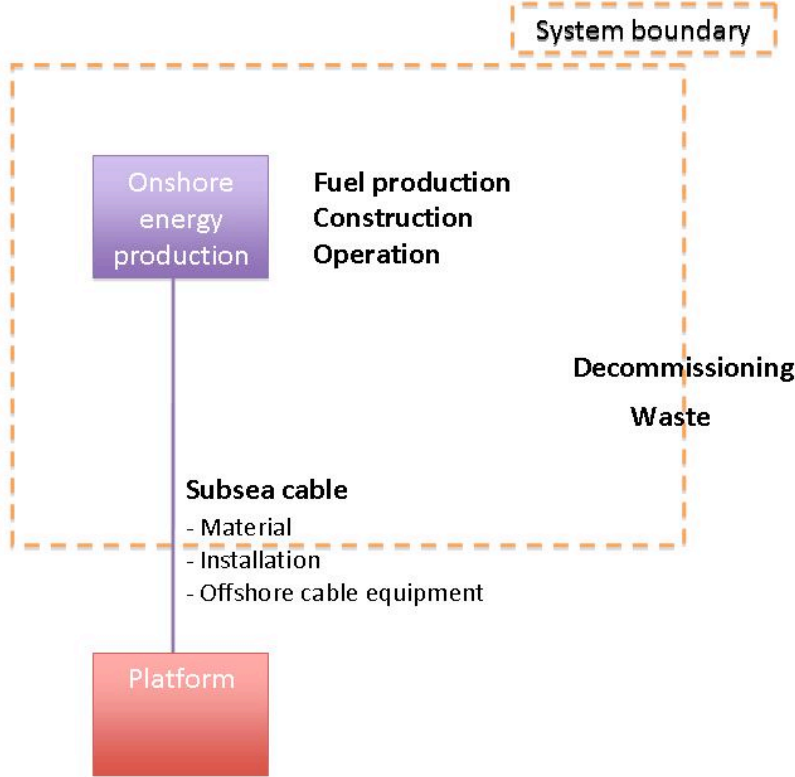 System boundary
Onshore
energy
production
Fuel production
Construction
Operation
Decommissioning
Waste
Subsea cable
- Material
- Installation
- Offshore cable equipment
Platform